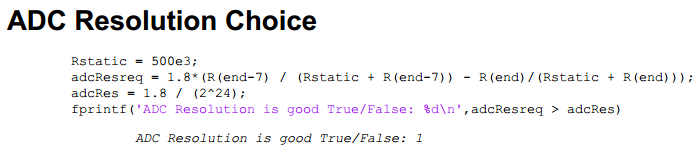 ADC Resolution Choice
Rstatic = 500e3;
adcResreq = 1.8*(R(end-7) / (Rstatic + R(end-7)) - R(end)/(Rstatic + R(end)));
adcRes = 1.8 / (2^24);
fprintf('ADC Resolution is good True/False: %d\n',adcResreq > adcRes)
ADC Resolution is good True/False: 1